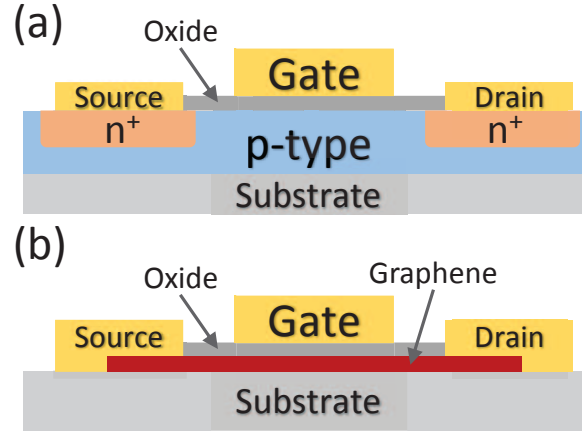 (a)
Oxide
Gate
Source
Drain
n+
p-type
n+
Substrate
(b)
Oxide
Graphene
Source
Gate
Drain
Substrate